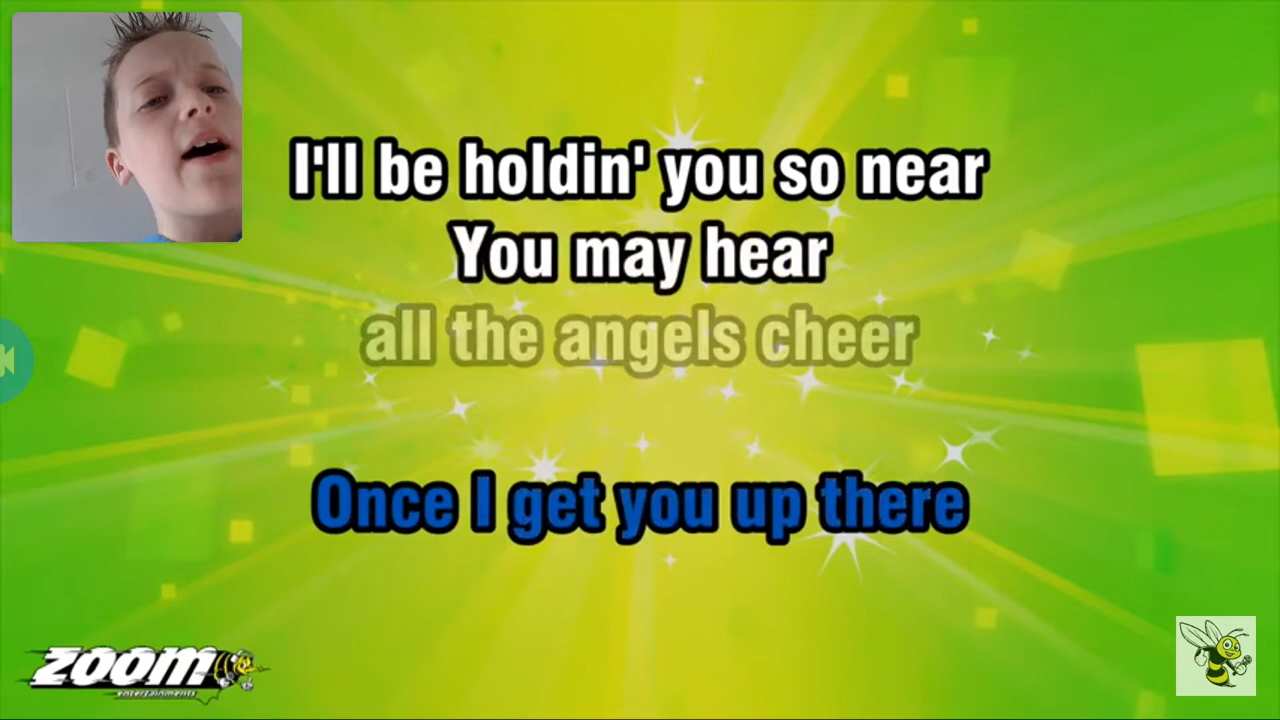 I'll be holdin' you so near
You may hear
all the angels cheer
Once I get you up there
ZOOM
entertainments